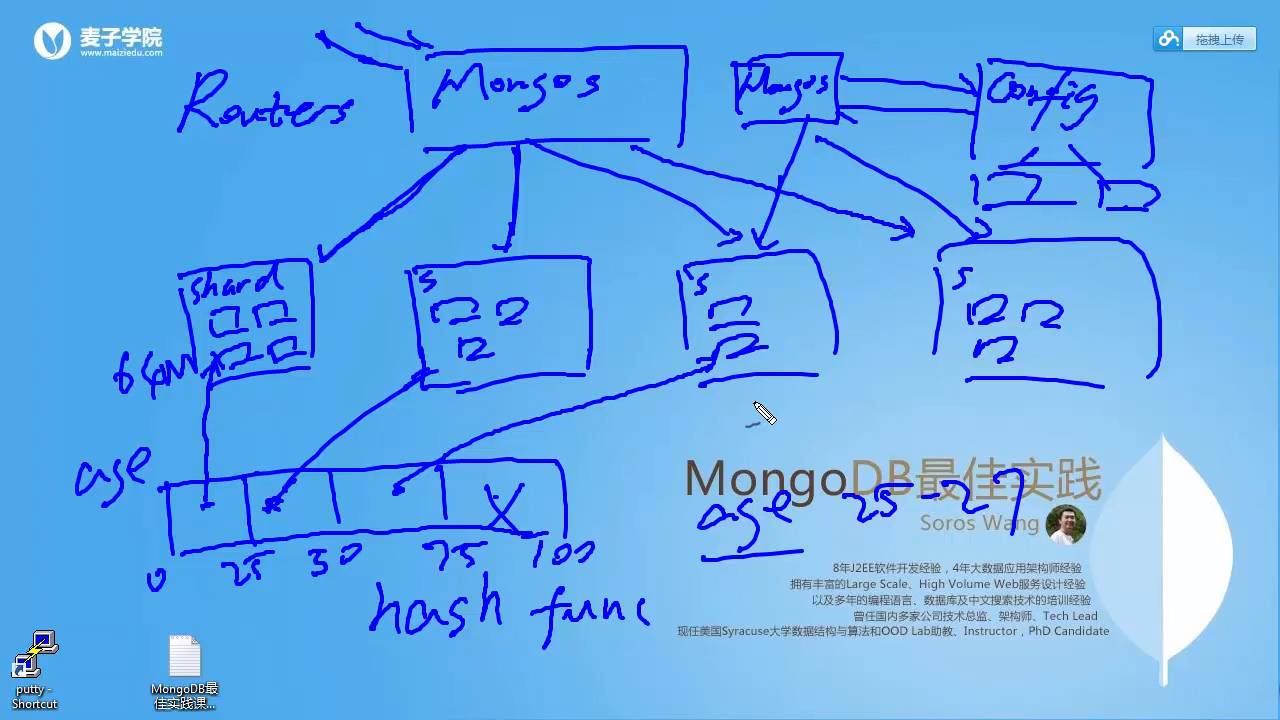 麦子学院
www.maiziedu.com
拖拽上传
Routers
Mongos
Mongos
Config
shard
S
S
S
64M
age
0
25
50
75
100
hash func
MongoDB最佳实践
age 25-27
Soros Wang
8年J2EE软件开发经验，4年大数据应用架构师经验
拥有丰富的Large Scale、High Volume Web服务设计经验
以及多年的编程语言、数据库及中文搜索技术的培训经验
曾任国内多家公司技术总监、架构师、Tech Lead
现任美国Syracuse大学数据结构与算法和OOD Lab助教、Instructor，PhD Candidate
putty -
Shortcut
MongoDB最
佳实践课...